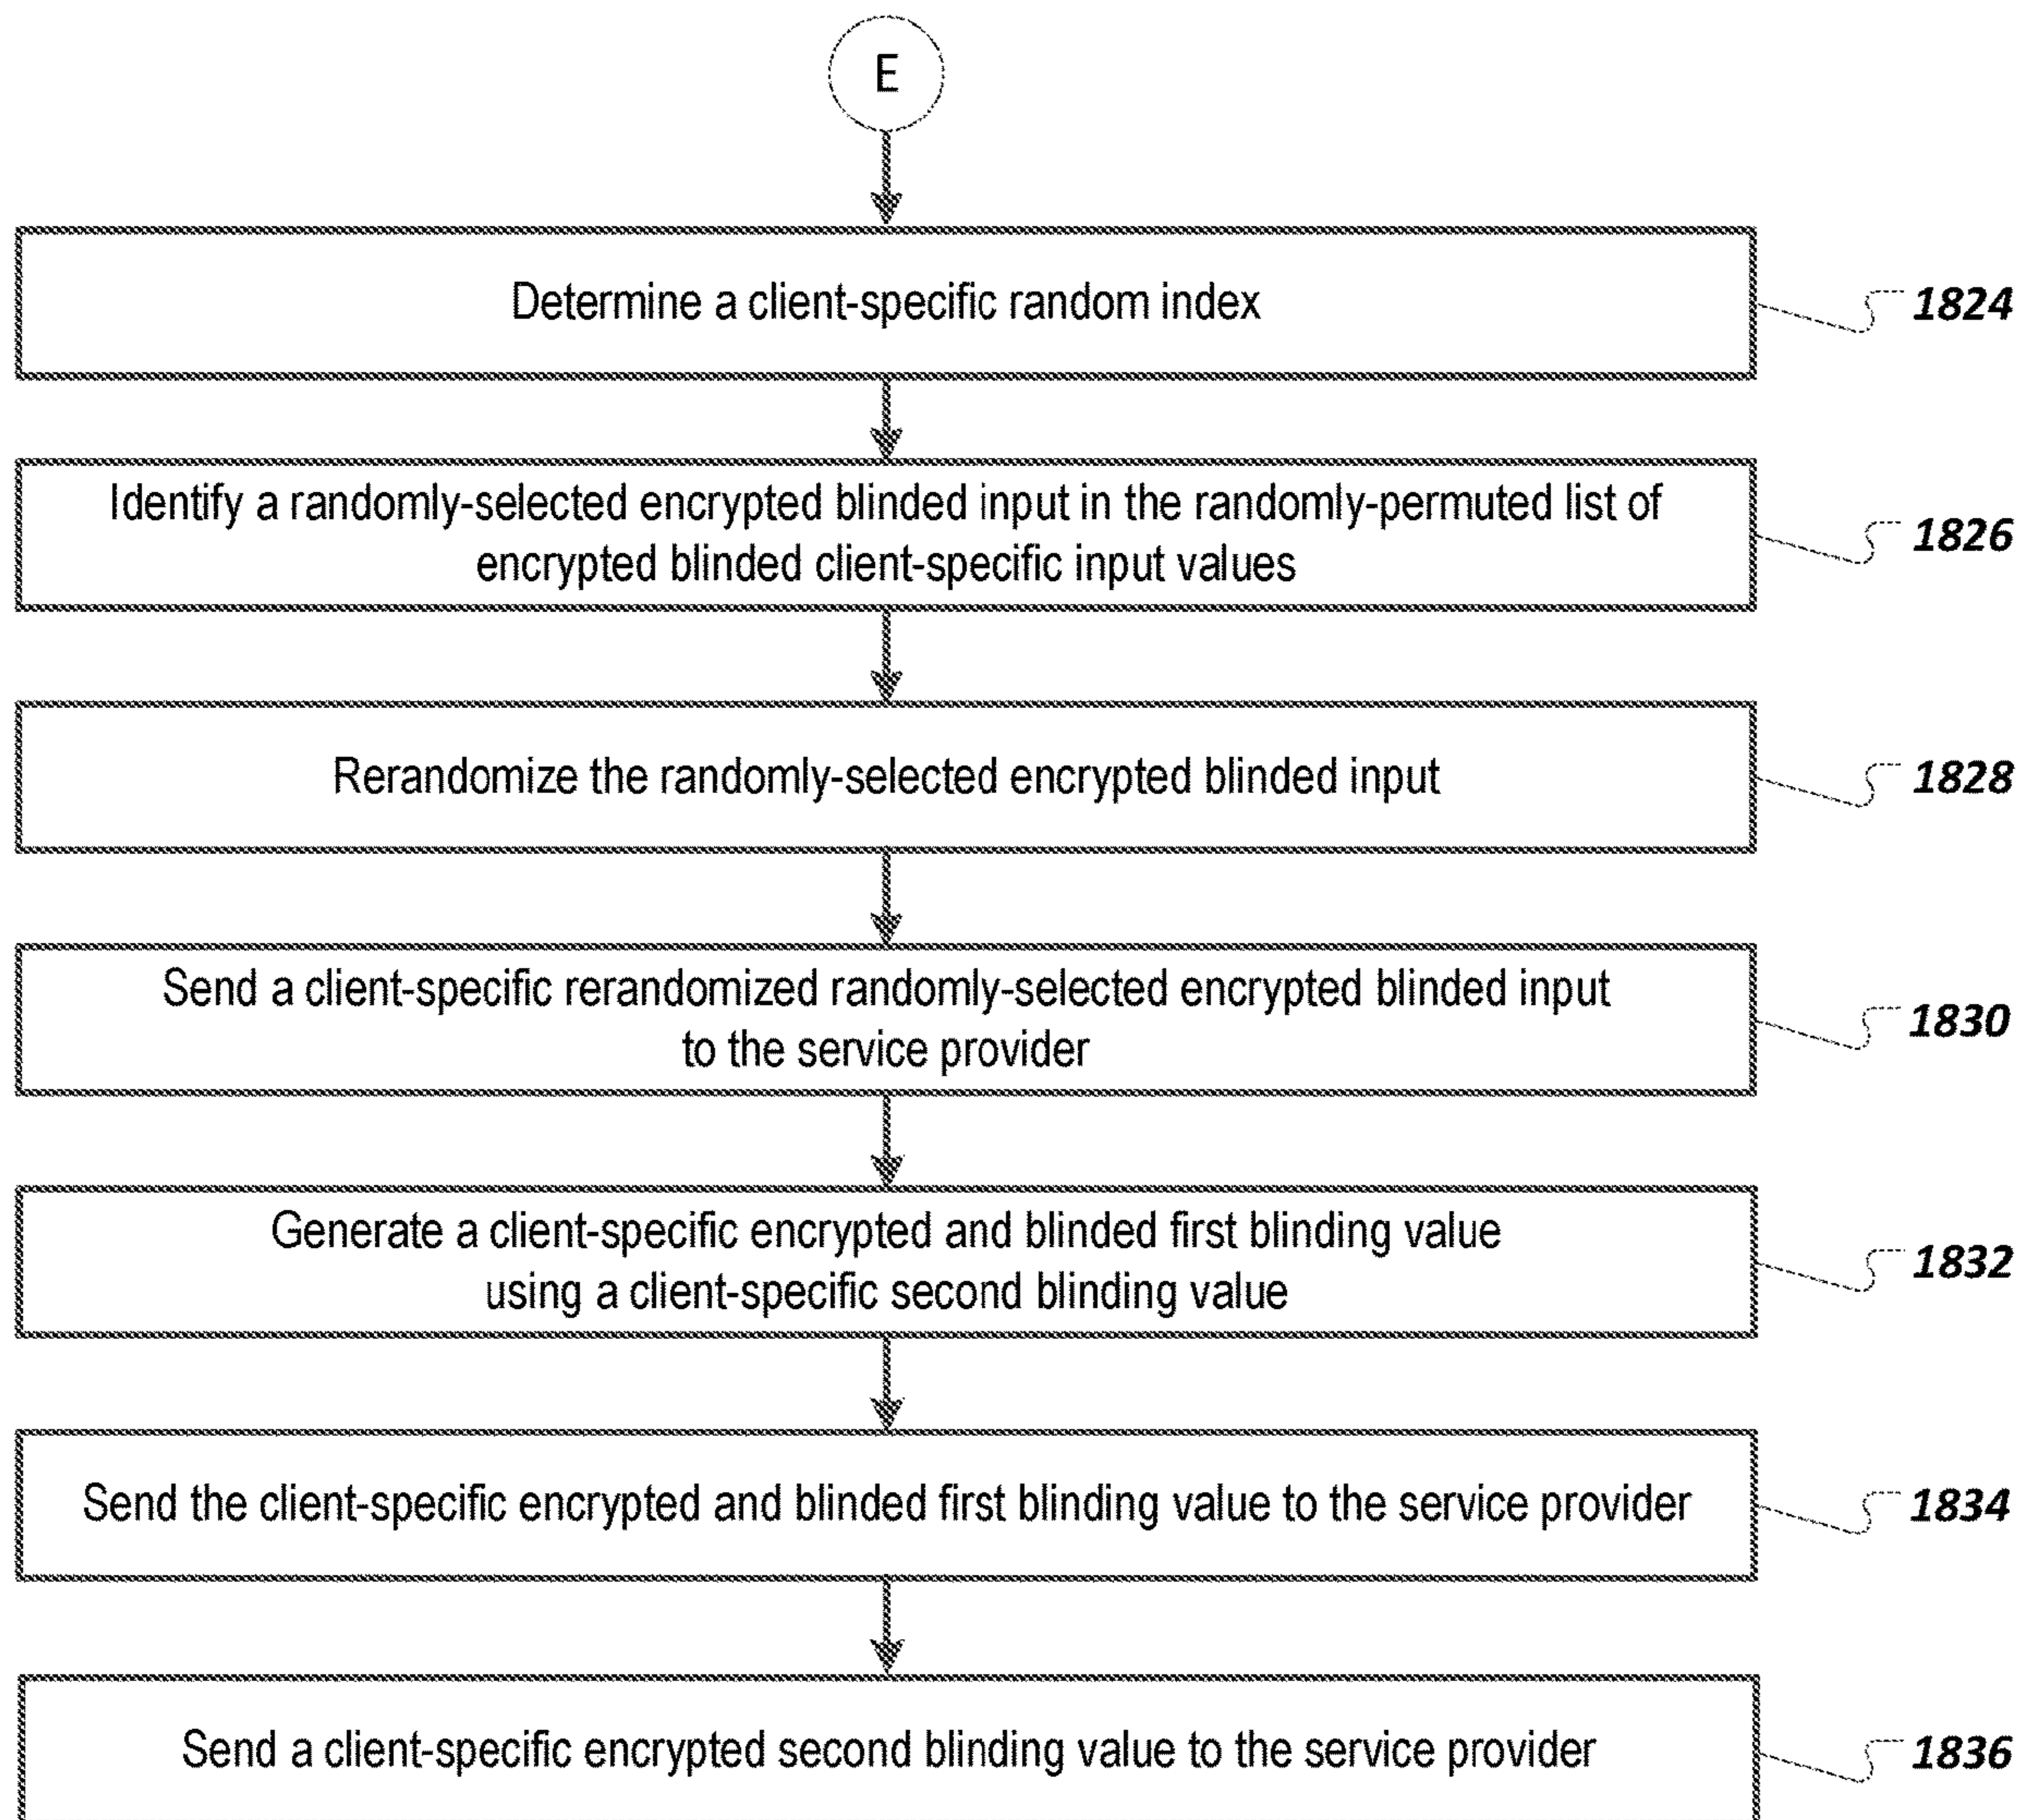 E
Determine a client-specific random index
1824
Identify a randomly-selected encrypted blinded input in the randomly-permuted list of
encrypted blinded client-specific input values
1826
Rerandomize the randomly-selected encrypted blinded input
1828
Send a client-specific rerandomized randomly-selected encrypted blinded input
to the service provider
1830
Generate a client-specific encrypted and blinded first blinding value
using a client-specific second blinding value
1832
Send the client-specific encrypted and blinded first blinding value to the service provider
1834
Send a client-specific encrypted second blinding value to the service provider
1836